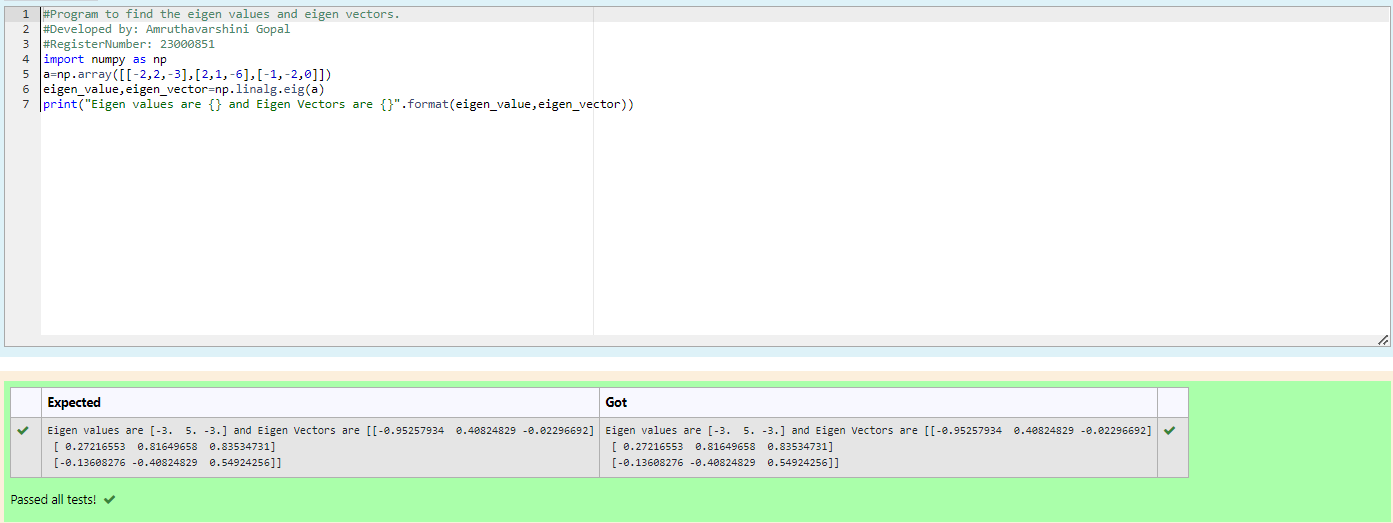 1 #Program to find the eigen values and eigen vectors.
2 #Developed by: Amruthavarshini Gopal
3 #RegisterNumber: 23000851
4 import numpy as np
5 a=np.array([[-2,2,-3],[2,1,-6],[-1,-2,0]])
6 eigen_value,eigen_vector=np.linalg.eig(a)
7 print("Eigen values are {} and Eigen Vectors are {}".format(eigen_value,eigen_vector))
Expected Got
Eigen values are [-3.  5. -3.] and Eigen Vectors are [[-0.95257934  0.40824829 -0.02296692] Eigen values are [-3.  5. -3.] and Eigen Vectors are [[-0.95257934  0.40824829 -0.02296692]
[ 0.27216553  0.81649658  0.83534731] [ 0.27216553  0.81649658  0.83534731]
[-0.13608276 -0.40824829  0.54924256]] [-0.13608276 -0.40824829  0.54924256]]
Passed all tests!